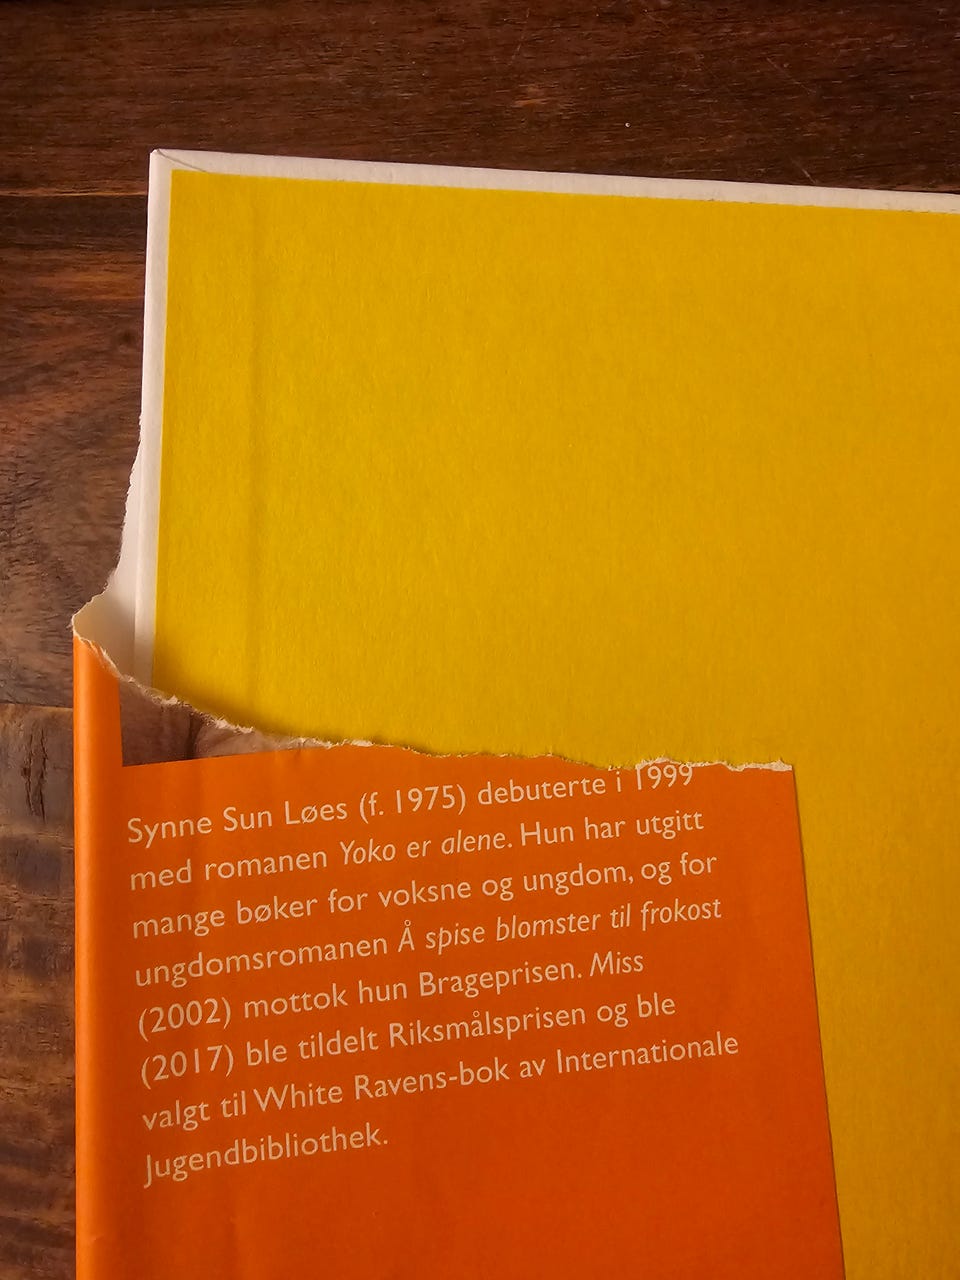 Synne Sun Løes (f. 1975) debuterte i 1999
med romanen Yoko er alene. Hun har utgitt
mange bøker for voksne og ungdom, og for
ungdomsromanen Å spise blomster til frokost
(2002) mottok hun Brageprisen. Miss
(2017) ble tildelt Riksmålsprisen og ble
valgt til White Ravens-bok av Internationale
Jugendbibliothek.